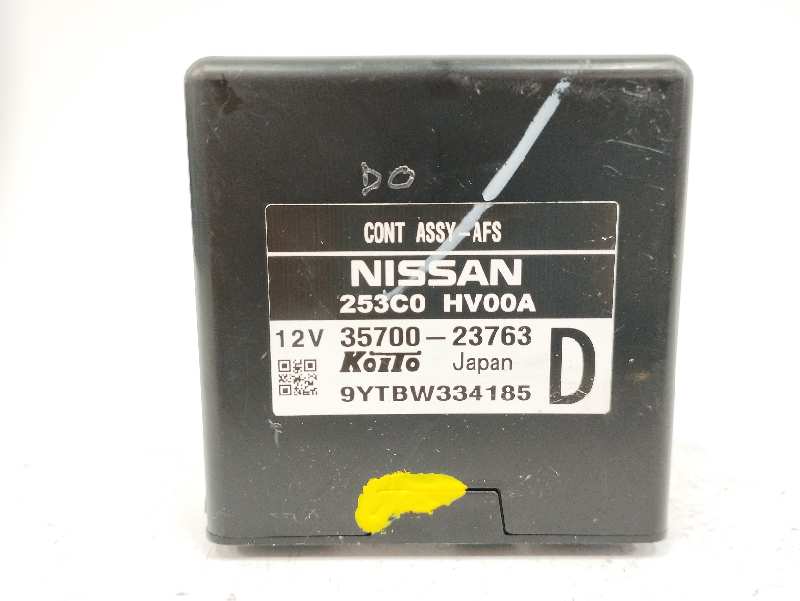 DO
CONT ASSY-AFS
NISSAN
253C0 HV00A
12V 35700-23763
KOITO Japan
9YTBW334185
D